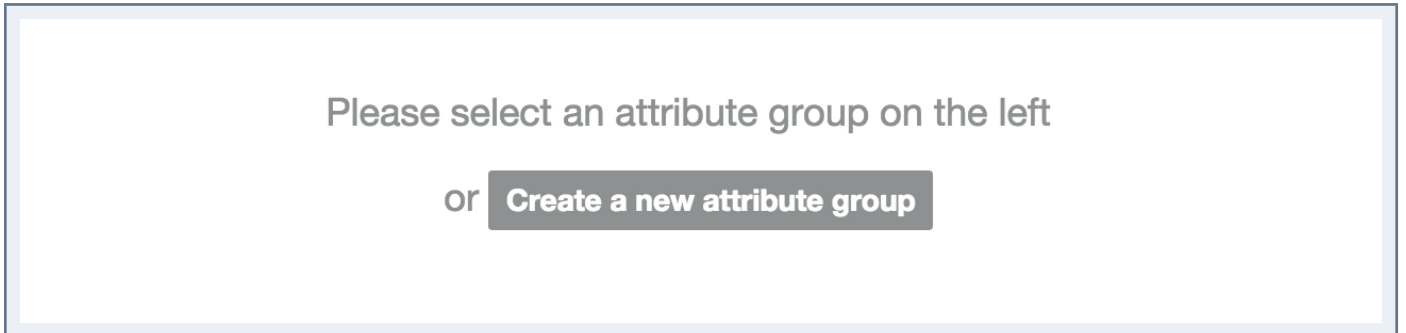 Please select an attribute group on the left
or Create a new attribute group